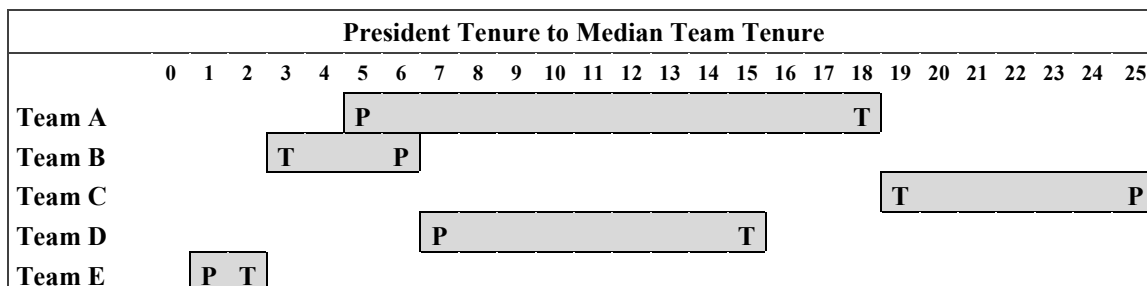 President Tenure to Median Team Tenure
0 1 2 3 4 5 6 7 8 9 10 11 12 13 14 15 16 17 18 19 20 21 22 23 24 25
Team A P T
Team B T P
Team C T P
Team D P T
Team E P T